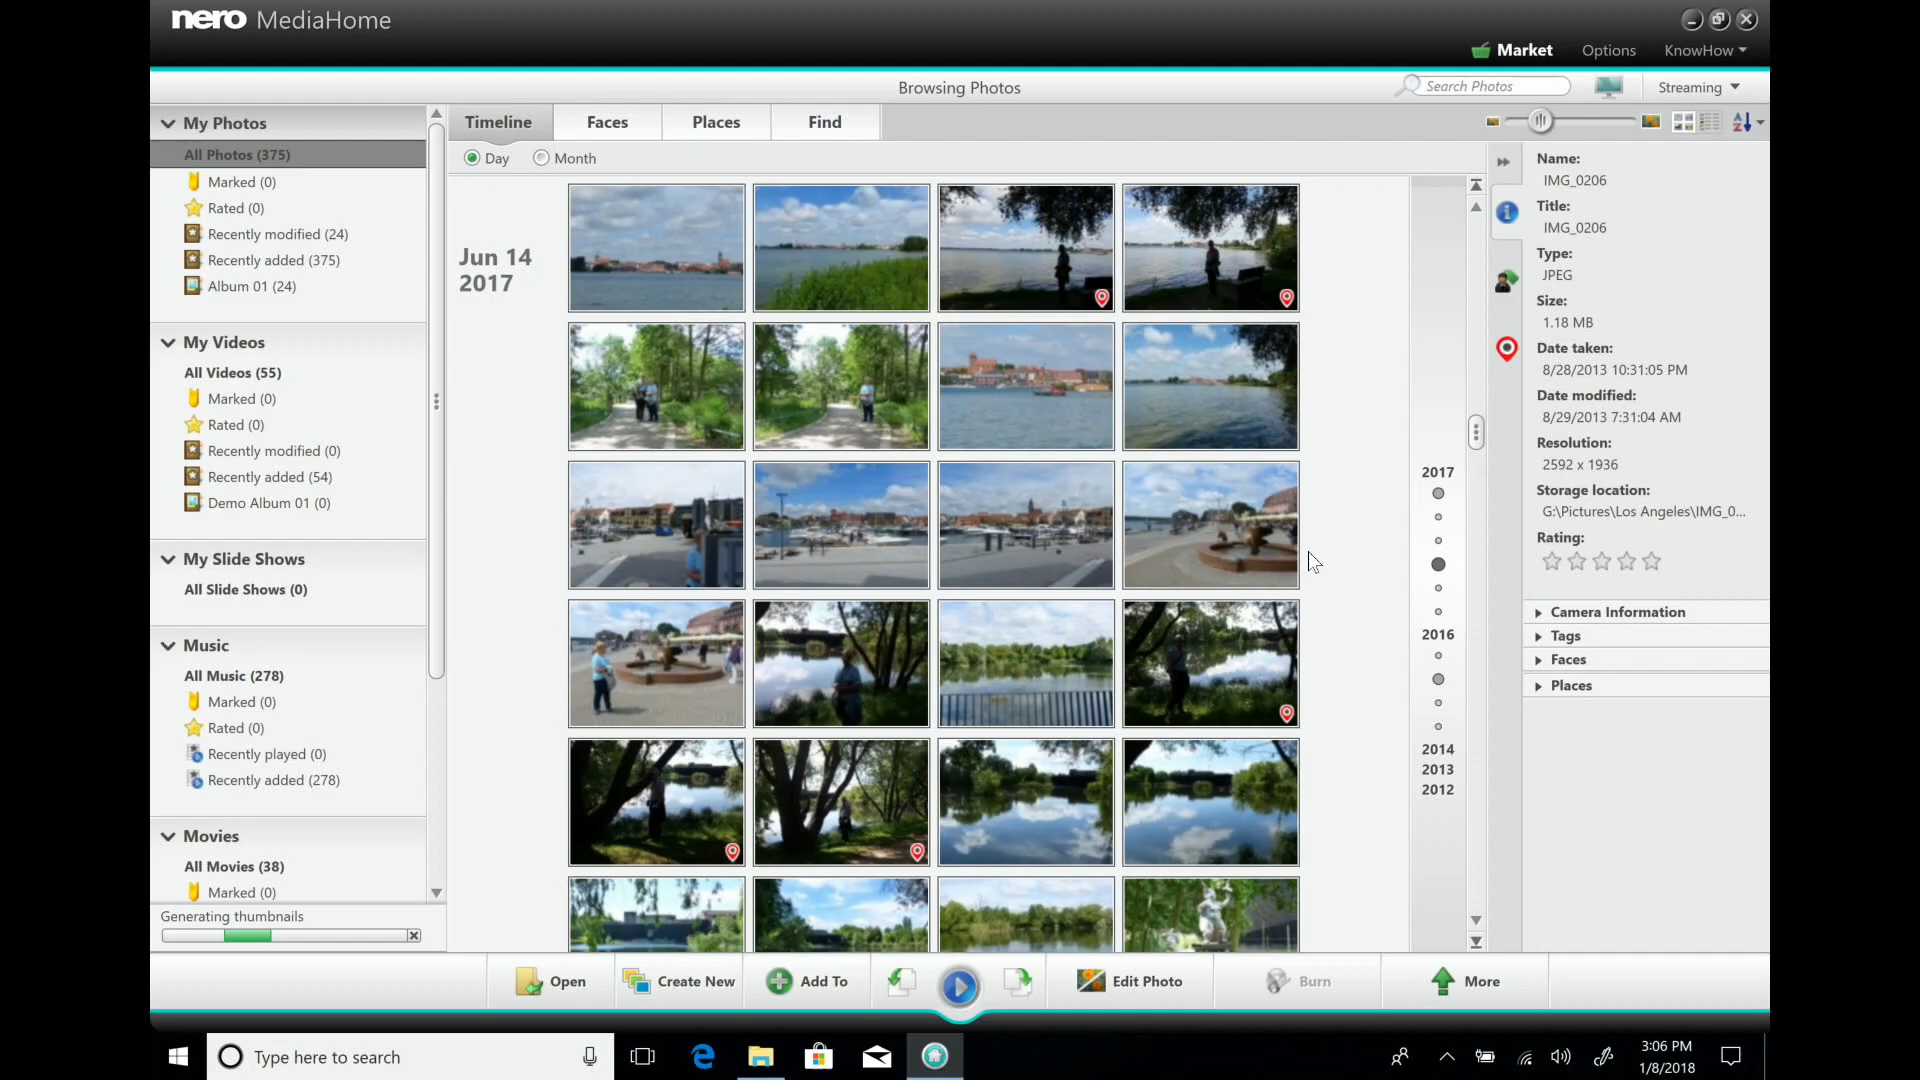 nero MediaHome
Market
Options
KnowHow
Browsing Photos
Search Photos
Streaming
My Photos
All Photos (375)
Marked (0)
Rated (0)
Recently modified (24)
Recently added (375)
Album 01 (24)
My Videos
All Videos (55)
Marked (0)
Rated (0)
Recently modified (0)
Recently added (54)
Demo Album 01 (0)
My Slide Shows
All Slide Shows (0)
Music
All Music (278)
Marked (0)
Rated (0)
Recently played (0)
Recently added (278)
Movies
All Movies (38)
Marked (0)
Generating thumbnails
Timeline
Faces
Places
Find
Day
Month
Jun 14
2017
2017
2016
2014
2013
2012
Name:
IMG_0206
Title:
IMG_0206
Type:
JPEG
Size:
1.18 MB
Date taken:
8/28/2013 10:31:05 PM
Date modified:
8/29/2013 7:31:04 AM
Resolution:
2592 x 1936
Storage location:
G:\Pictures\Los Angeles\IMG_0...
Rating:
Camera Information
Tags
Faces
Places
Open
Create New
Add To
Edit Photo
Burn
More
Type here to search
3:06 PM
1/8/2018